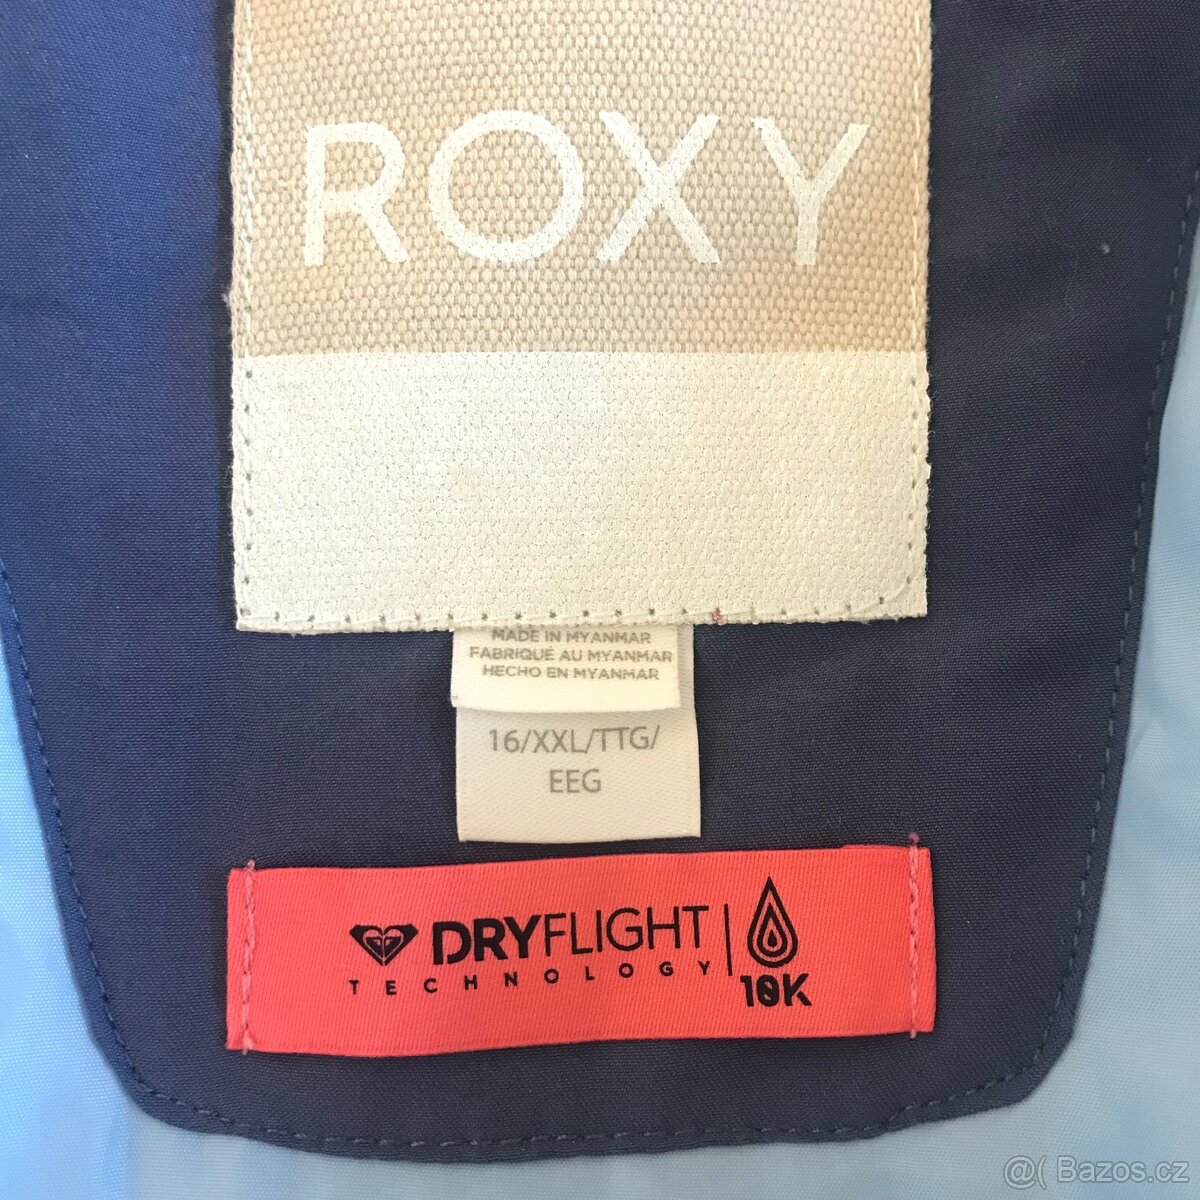 ROXY
MADE IN MYANMAR
FABRIQUÉ AU MYANMAR
HECHO EN MYANMAR
16/XXL/TTG/
EEG
DRYFLIGHT
TECHNOLOGY
10K
@( Bazos.cz